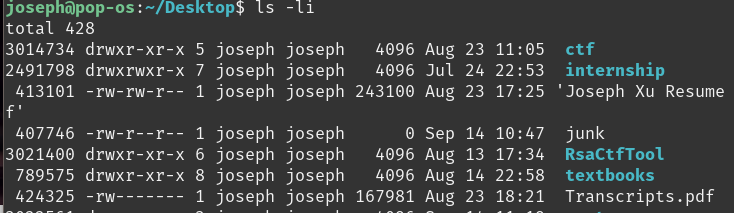 joseph@pop-os:~/Desktop$ ls -li
total 428
3014734 drwxr-xr-x 5 joseph joseph   4096 Aug 23 11:05  ctf
2491798 drwxrwxr-x 7 joseph joseph   4096 Jul 24 22:53  internship
 413101 -rw-rw-r-- 1 joseph joseph 243100 Aug 23 17:25 'Joseph Xu Resume
f'
 407746 -rw-r--r-- 1 joseph joseph      0 Sep 14 10:47  junk
3021400 drwxr-xr-x 6 joseph joseph   4096 Aug 13 17:34  RsaCtfTool
 789575 drwxr-xr-x 8 joseph joseph   4096 Aug 14 22:58  textbooks
 424325 -rw------- 1 joseph joseph 167981 Aug 23 18:21  Transcripts.pdf